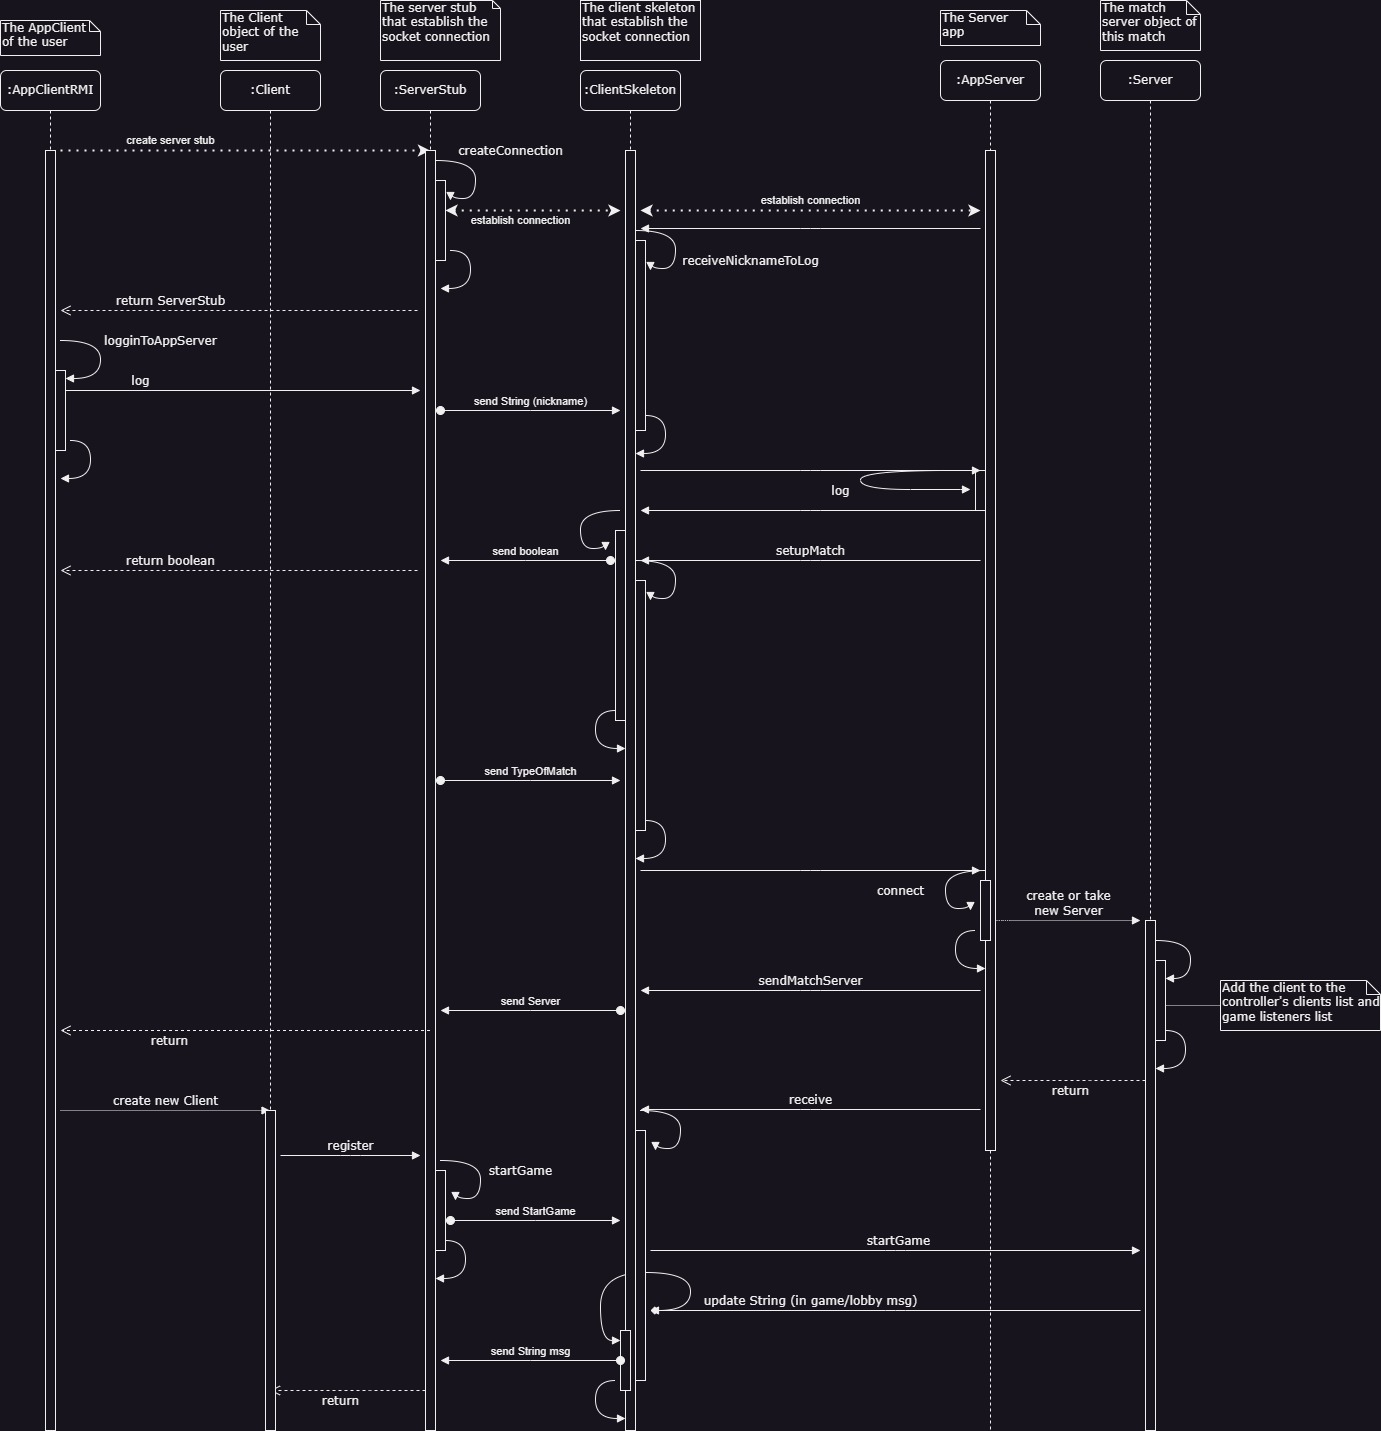 The AppClient
of the user
The Client
object of the
user
The server stub
that establish the
socket connection
The client skeleton
that establish the
socket connection
The Server
app
The match
server object of
this match
:AppClientRMI
:Client
:ServerStub
:ClientSkeleton
:AppServer
:Server
create server stub
createConnection
establish connection
establish connection
receiveNicknameToLog
return ServerStub
logginToAppServer
log
send String (nickname)
log
send boolean
setupMatch
return boolean
send TypeOfMatch
connect
create or take
new Server
sendMatchServer
send Server
Add the client to the
controller's clients list and
game listeners list
return
return
create new Client
receive
register
startGame
send StartGame
startGame
update String (in game/lobby msg)
send String msg
return